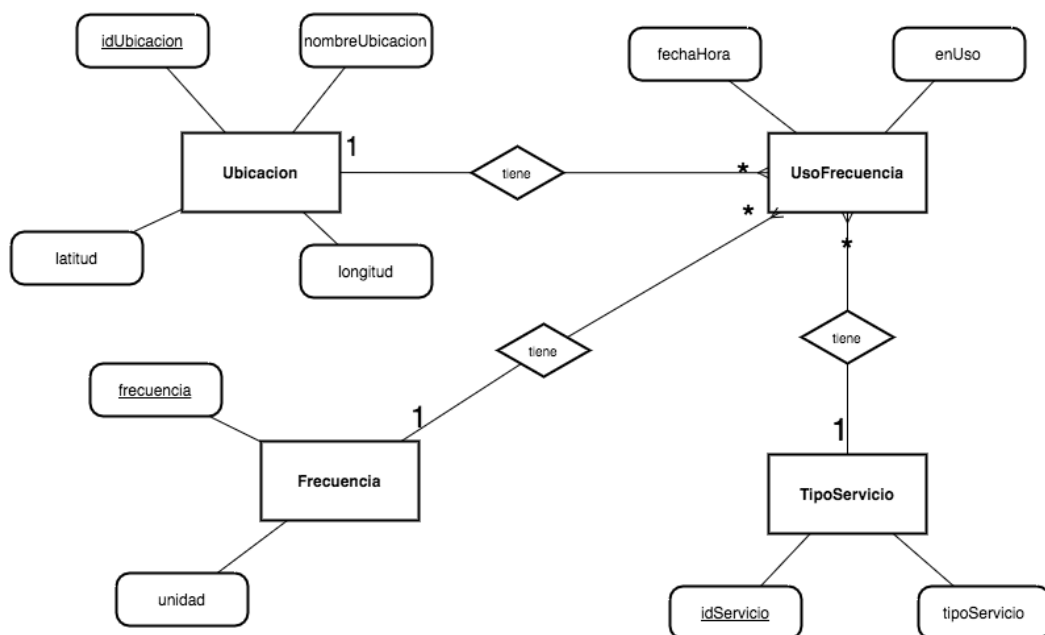 idUbicacion
nombreUbicacion
fechaHora
enUso
Ubicacion
1
tiene
*
UsoFrecuencia
*
*
latitud
longitud
tiene
tiene
frecuencia
1
1
Frecuencia
TipoServicio
unidad
idServicio
tipoServicio